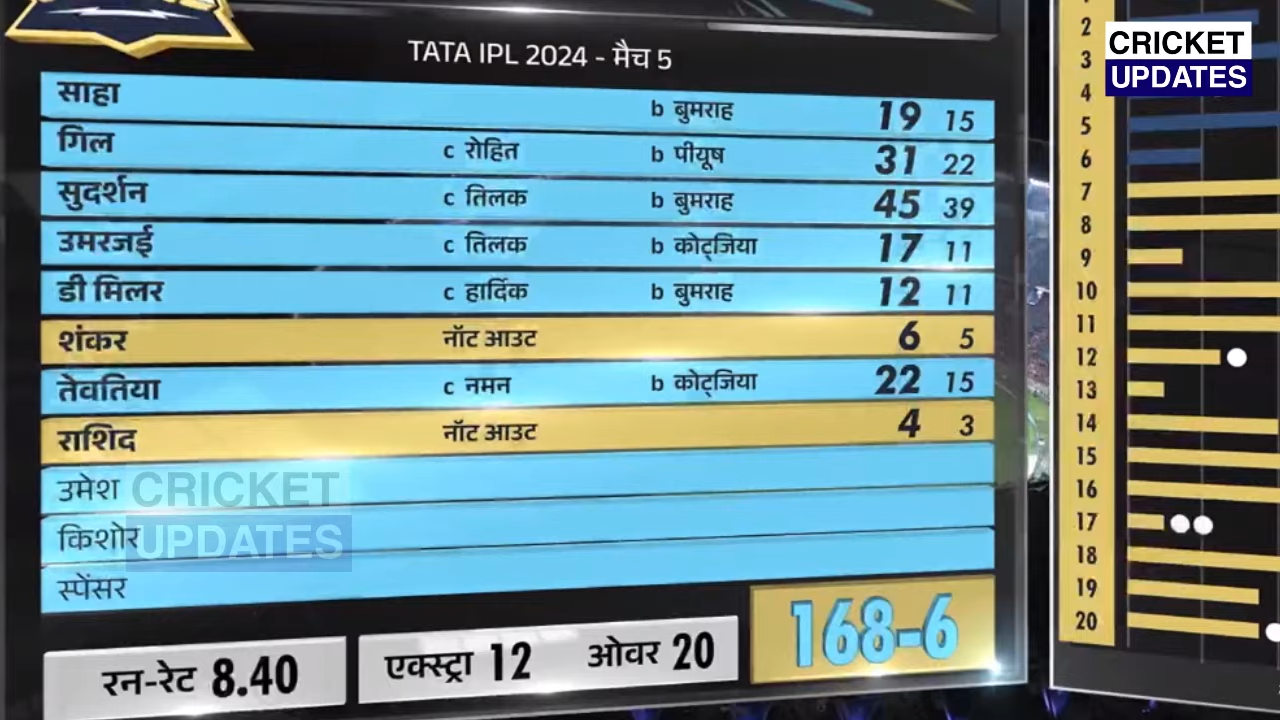 TATA IPL 2024 - मैच 5
CRICKET
UPDATES
साहा b बुमराह 19 15
गिल c रोहित b पीयूष 31 22
सुदर्शन c तिलक b बुमराह 45 39
उमरजई c तिलक b कोट्जिया 17 11
डी मिलर c हार्दिक b बुमराह 12 11
शंकर नॉट आउट 6 5
तेवतिया c नमन b कोट्जिया 22 15
राशिद नॉट आउट 4 3
उमेश
किशोर
स्पेंसर
CRICKET
UPDATES
रन-रेट 8.40 एक्स्ट्रा 12 ओवर 20 168-6
2
3
4
5
6
7
8
9
10
11
12
13
14
15
16
17
18
19
20